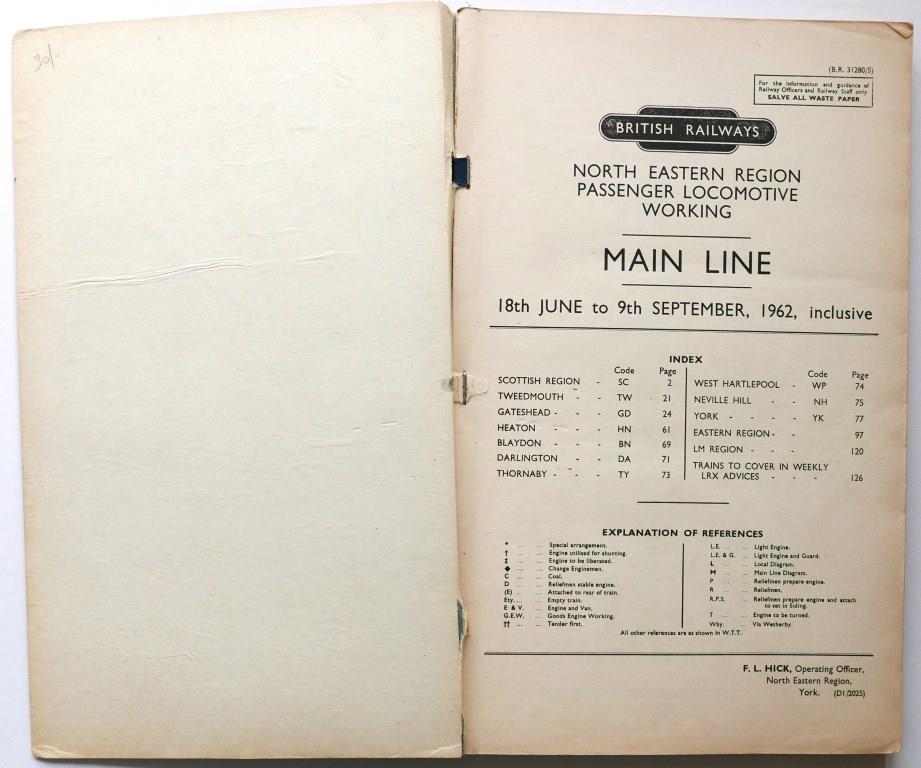 30/-
(B.R. 31280/5)
For the information and guidance of
Railway Officers and Railway Staff only
SALVE ALL WASTE PAPER
BRITISH RAILWAYS
NORTH EASTERN REGION
PASSENGER LOCOMOTIVE
WORKING
MAIN LINE
18th JUNE to 9th SEPTEMBER, 1962, inclusive
INDEX
Code Page
SCOTTISH REGION - SC 2
TWEEDMOUTH - - TW 21
GATESHEAD - - - GD 24
HEATON - - - HN 61
BLAYDON - - - BN 69
DARLINGTON - - DA 71
THORNABY - - - TY 73
Code Page
WEST HARTLEPOOL - WP 74
NEVILLE HILL - - NH 75
YORK - - - - YK 77
EASTERN REGION - - 97
LM REGION - - - 120
TRAINS TO COVER IN WEEKLY
LRX ADVICES - - - 126
EXPLANATION OF REFERENCES
* ... ... Special arrangement.
† ... ... Engine utilised for shunting.
‡ ... ... Engine to be liberated.
◆ ... ... Change Enginemen.
C ... ... Coal.
D ... ... Reliefmen stable engine.
(E) ... ... Attached to rear of train.
Ety. ... ... Empty train.
E & V. ... Engine and Van.
G.E.W. ... Goods Engine Working.
†† ... ... Tender first.
L.E. ... ... Light Engine.
L.E. & G. ... Light Engine and Guard.
L ... ... Local Diagram.
M ... ... Main Line Diagram.
P ... ... Reliefmen prepare engine.
R ... ... Reliefmen.
R.P.S. ... Reliefmen prepare engine and attach
to set in Siding.
T ... ... Engine to be turned.
Wby. ... Via Wetherby.
All other references are as shown in W.T.T.
F. L. HICK, Operating Officer,
North Eastern Region,
York. (D1/2025)